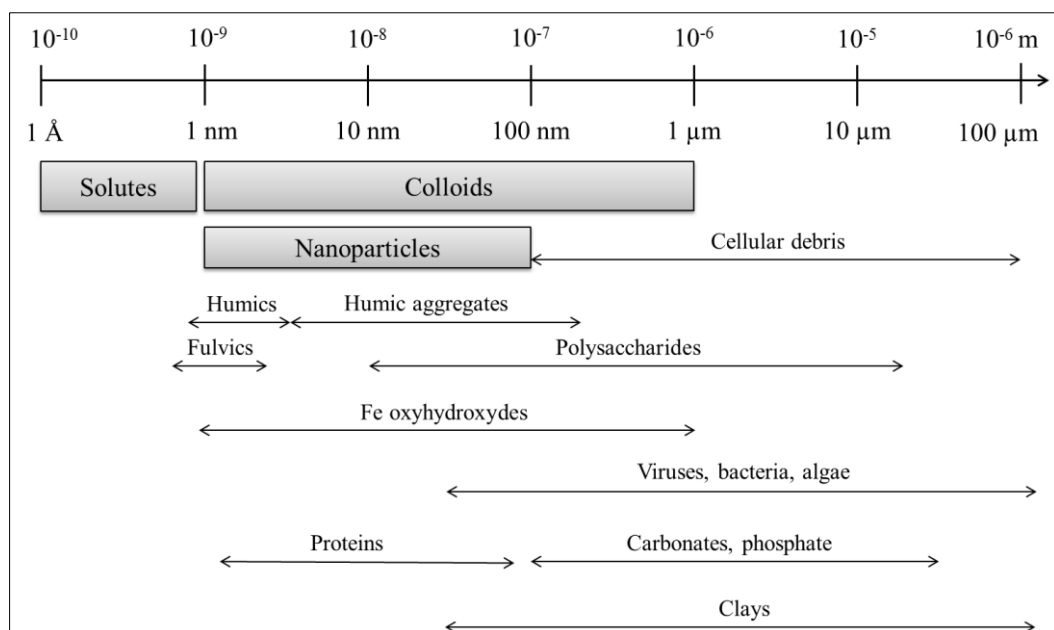 10-10 10-9 10-8 10-7 10-6 10-5 10-6 m
1 Å 1 nm 10 nm 100 nm 1 µm 10 µm 100 µm
Solutes Colloids
Nanoparticles Cellular debris
Humics Humic aggregates
Fulvics Polysaccharides
Fe oxyhydroxydes
Viruses, bacteria, algae
Proteins Carbonates, phosphate
Clays